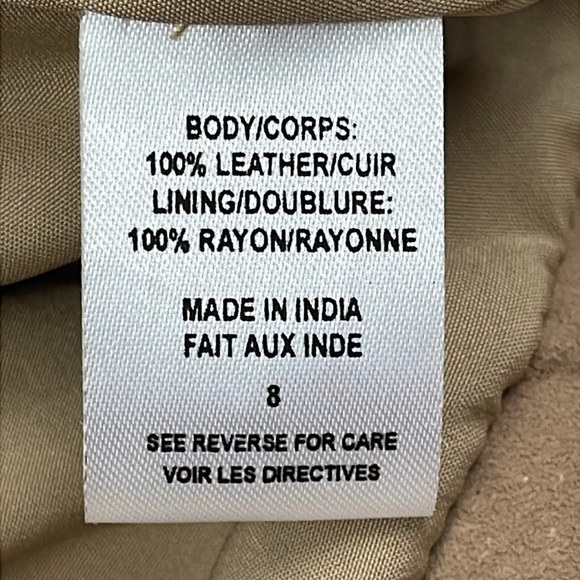 BODY/CORPS:
100% LEATHER/CUIR
LINING/DOUBLURE:
100% RAYON/RAYONNE
MADE IN INDIA
FAIT AUX INDE
8
SEE REVERSE FOR CARE
VOIR LES DIRECTIVES